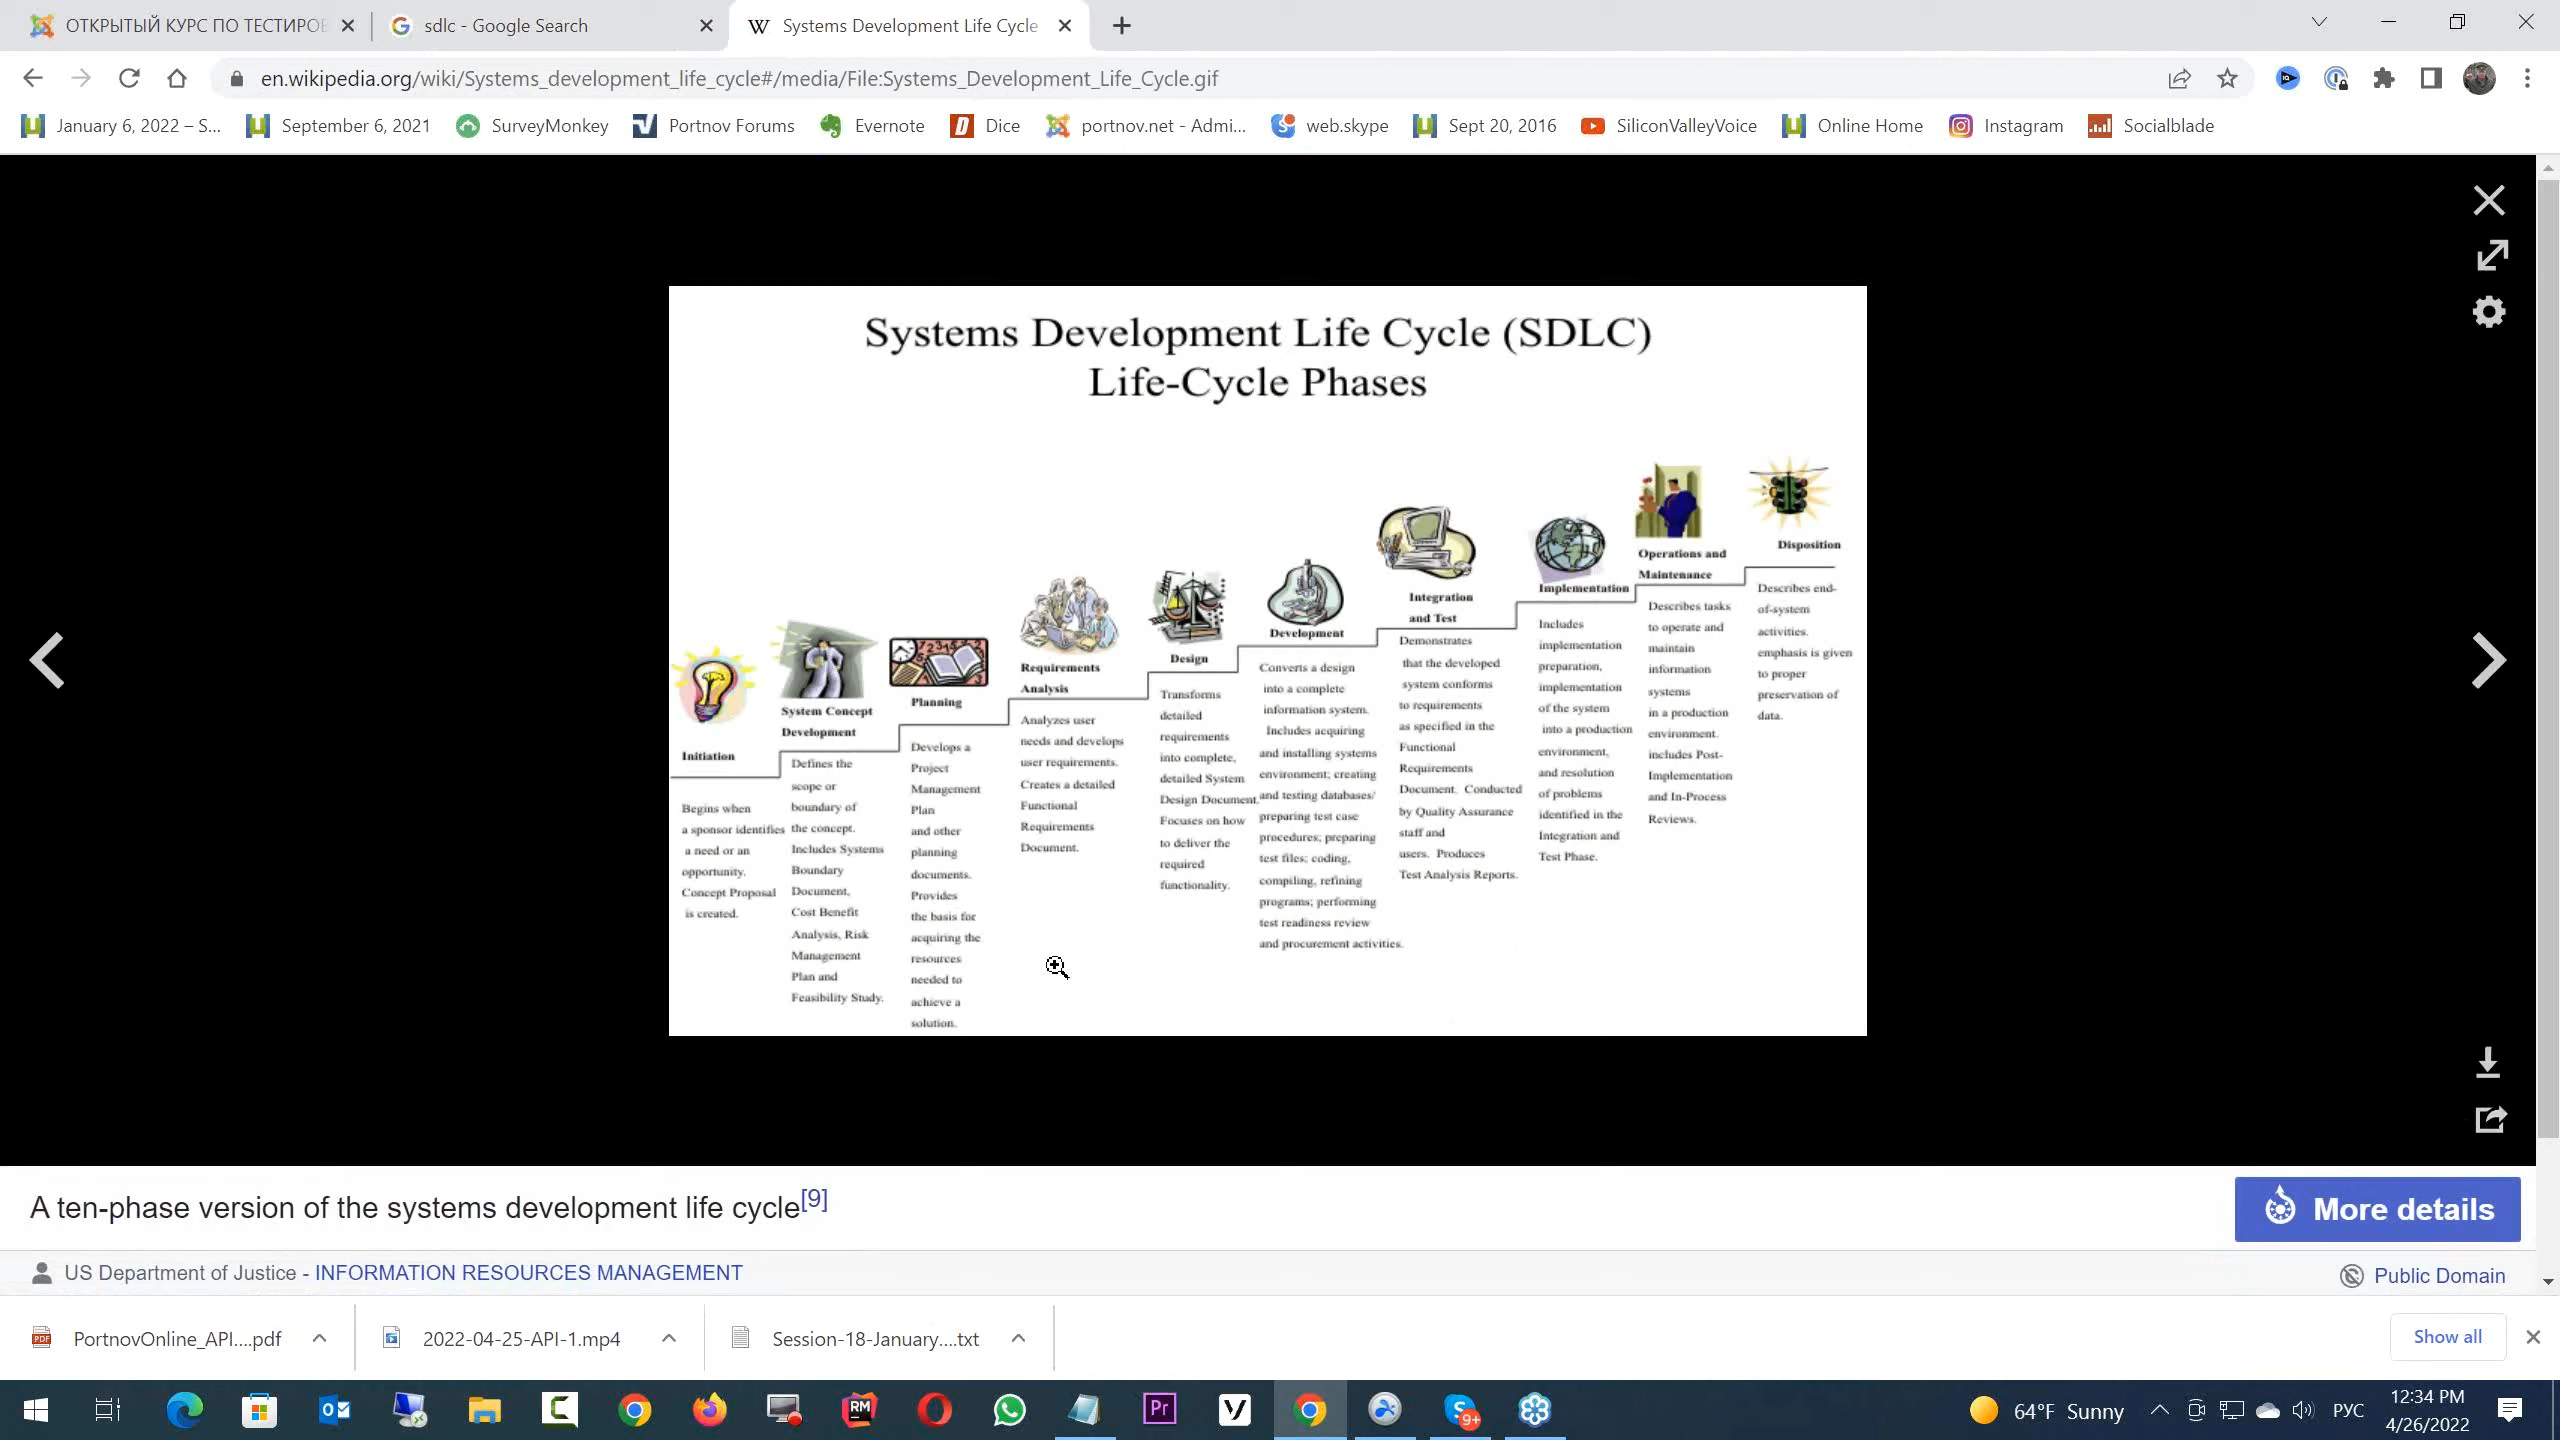 ОТКРЫТЫЙ КУРС ПО ТЕСТИРОВ
sdlc - Google Search
Systems Development Life Cycle
en.wikipedia.org/wiki/Systems_development_life_cycle#/media/File:Systems_Development_Life_Cycle.gif
January 6, 2022 – S...
September 6, 2021
SurveyMonkey
Portnov Forums
Evernote
Dice
portnov.net - Admi...
web.skype
Sept 20, 2016
SiliconValleyVoice
Online Home
Instagram
Socialblade
Systems Development Life Cycle (SDLC)
Life-Cycle Phases
Initiation
Begins when
a sponsor identifies
a need or an
opportunity.
Concept Proposal
is created.
System Concept
Development
Defines the
scope or
boundary of
the concept.
Includes Systems
Boundary
Document,
Cost Benefit
Analysis, Risk
Management
Plan and
Feasibility Study.
Planning
Develops a
Project
Management
Plan
and other
planning
documents.
Provides
the basis for
acquiring the
resources
needed to
achieve a
solution.
Requirements
Analysis
Analyzes user
needs and develops
user requirements.
Creates a detailed
Functional
Requirements
Document.
Design
Transforms
detailed
requirements
into complete,
detailed System
Design Document.
Focuses on how
to deliver the
required
functionality.
Development
Converts a design
into a complete
information system.
Includes acquiring
and installing systems
environment; creating
and testing databases/
preparing test case
procedures; preparing
test files; coding,
compiling, refining
programs; performing
test readiness review
and procurement activities.
Integration
and Test
Demonstrates
that the developed
system conforms
to requirements
as specified in the
Functional
Requirements
Document. Conducted
by Quality Assurance
staff and
users. Produces
Test Analysis Reports.
Implementation
Includes
implementation
preparation,
implementation
of the system
into a production
environment,
and resolution
of problems
identified in the
Integration and
Test Phase.
Operations and
Maintenance
Describes tasks
to operate and
maintain
information
systems
in a production
environment.
includes Post-
Implementation
and In-Process
Reviews.
Disposition
Describes end-
of-system
activities.
emphasis is given
to proper
preservation of
data.
A ten-phase version of the systems development life cycle[9]
More details
US Department of Justice - INFORMATION RESOURCES MANAGEMENT
Public Domain
PortnovOnline_API....pdf
2022-04-25-API-1.mp4
Session-18-January....txt
Show all
64°F Sunny
РУС
12:34 PM
4/26/2022